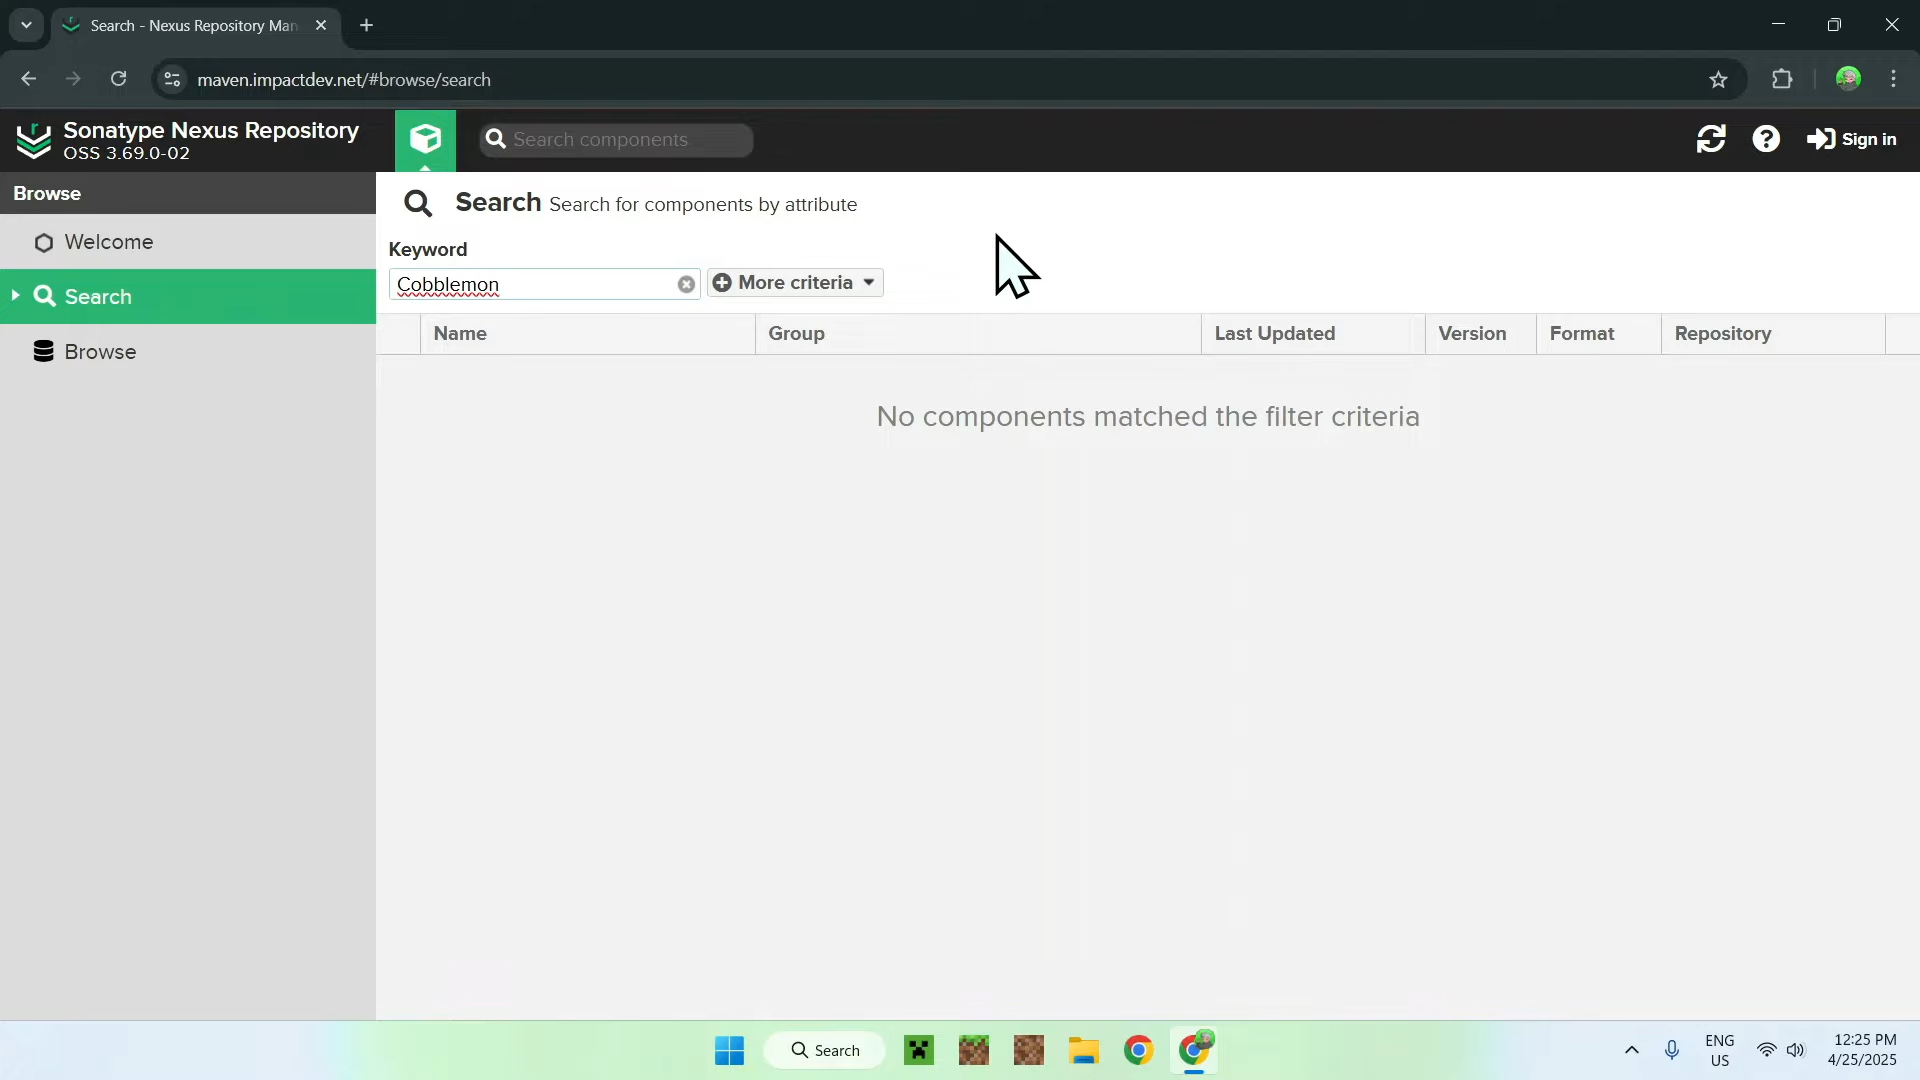 Search - Nexus Repository Man
maven.impactdev.net/#browse/search
Sonatype Nexus Repository
OSS 3.69.0-02
Search components
Sign in
Browse
Welcome
Search
Browse
Search Search for components by attribute
Keyword
Cobblemon
More criteria
Name Group Last Updated Version Format Repository
No components matched the filter criteria
Search
ENG
US
12:25 PM
4/25/2025